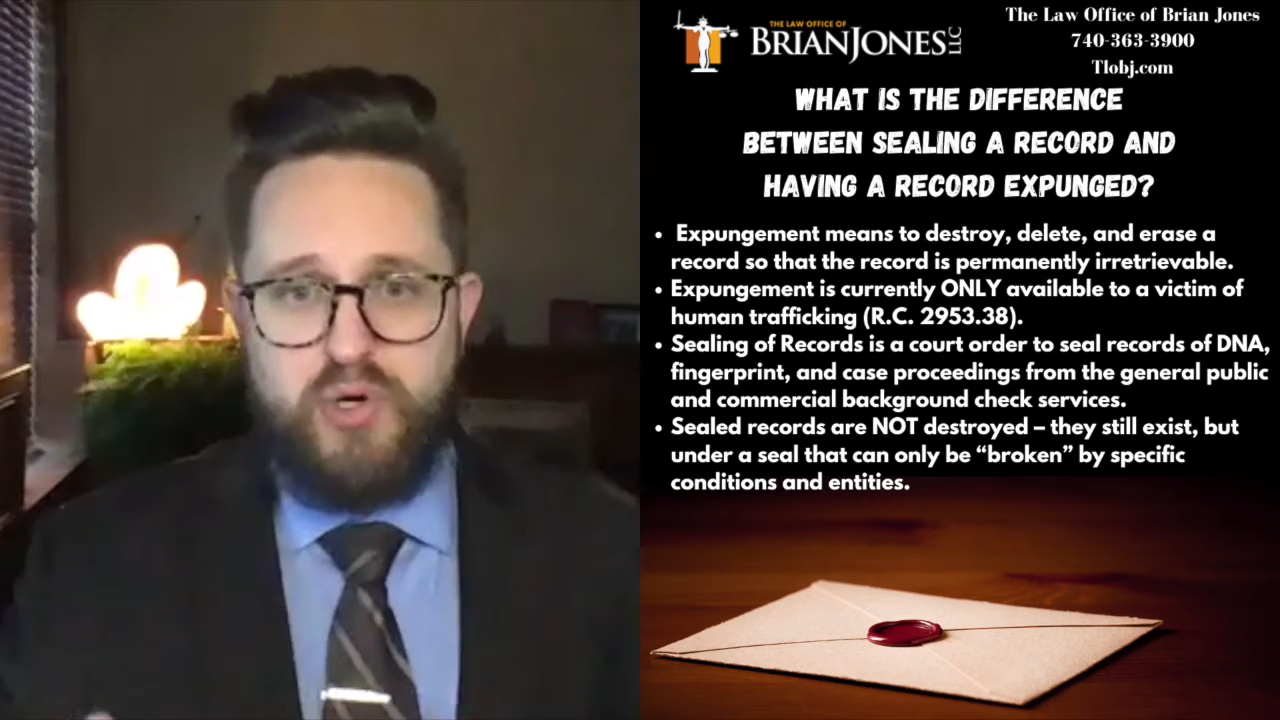 THE LAW OFFICE OF
BRIANJONES LLC
The Law Office of Brian Jones
740-363-3900
Tlobj.com
WHAT IS THE DIFFERENCE
BETWEEN SEALING A RECORD AND
HAVING A RECORD EXPUNGED?
• Expungement means to destroy, delete, and erase a
record so that the record is permanently irretrievable.
• Expungement is currently ONLY available to a victim of
human trafficking (R.C. 2953.38).
• Sealing of Records is a court order to seal records of DNA,
fingerprint, and case proceedings from the general public
and commercial background check services.
• Sealed records are NOT destroyed – they still exist, but
under a seal that can only be “broken” by specific
conditions and entities.